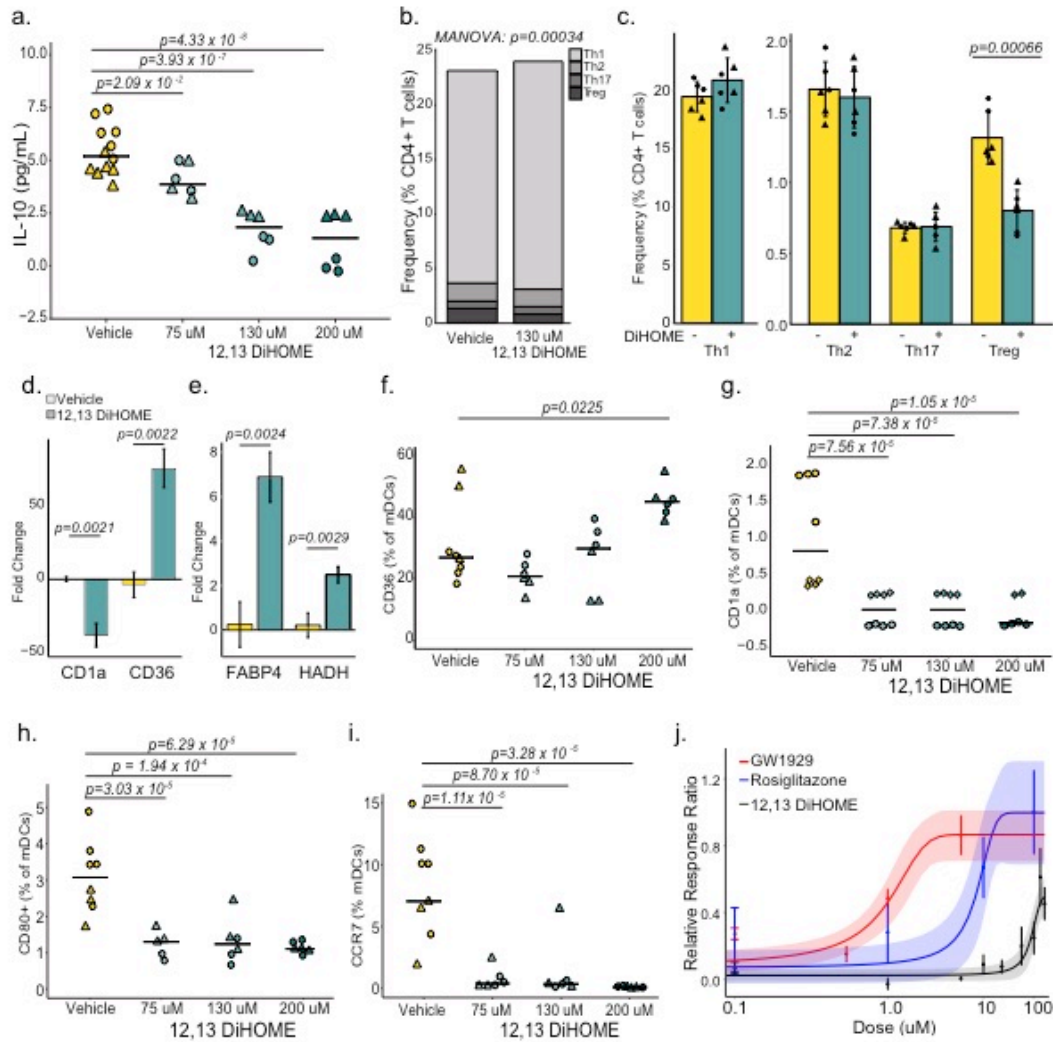 a.
p=4.33 x 10 -8
p=3.93 x 10 -7
p=2.09 x 10 -2
IL-10 (pg/mL)
10.0
7.5
5.0
2.5
0.0
−2.5
Vehicle 75 uM 130 uM 200 uM
12,13 DiHOME
b.
MANOVA: p=0.00034
Th1
Th2
Th17
Treg
Frequency (% CD4+ T cells)
25
20
15
10
5
0
Vehicle 130 uM
12,13 DiHOME
c.
Frequency (% CD4+ T cells)
20
15
10
5
0
2.0
1.5
1.0
0.5
0.0
p=0.00066
DiHOME - + - + - + - +
Th1 Th2 Th17 Treg
d.
Vehicle
12,13 DiHOME
p=0.0022
p=0.0021
Fold Change
50
0
−50
CD1a CD36
e.
p=0.0024
p=0.0029
Fold Change
8
6
4
2
0
FABP4 HADH
f.
p=0.0225
CD36 (% of mDCs)
60
40
20
0
Vehicle 75 uM 130 uM 200 uM
12,13 DiHOME
g.
p=1.05 x 10 -5
p=7.38 x 10 -5
p=7.56 x 10 -5
CD1a (% of mDCs)
2.0
1.5
1.0
0.5
0.0
−0.5
Vehicle 75 uM 130 uM 200 uM
12,13 DiHOME
h.
p=6.29 x 10 -5
p = 1.94 x 10 -4
p=3.03 x 10 -5
CD80+ (% of mDCs)
5
4
3
2
1
0
Vehicle 75 uM 130 uM 200 uM
12,13 DiHOME
i.
p=3.28 x 10
p=8.70 x 10 -5
p=1.11x 10
CCR7 (% mDCs)
15
10
5
0
Vehicle 75 uM 130 uM 200 uM
12,13 DiHOME
j.
GW1929
Rosiglitazone
12,13 DiHOME
Relative Response Ratio
1.2
0.8
0.4
0.0
0.1 1.0 10 100
Dose (uM)